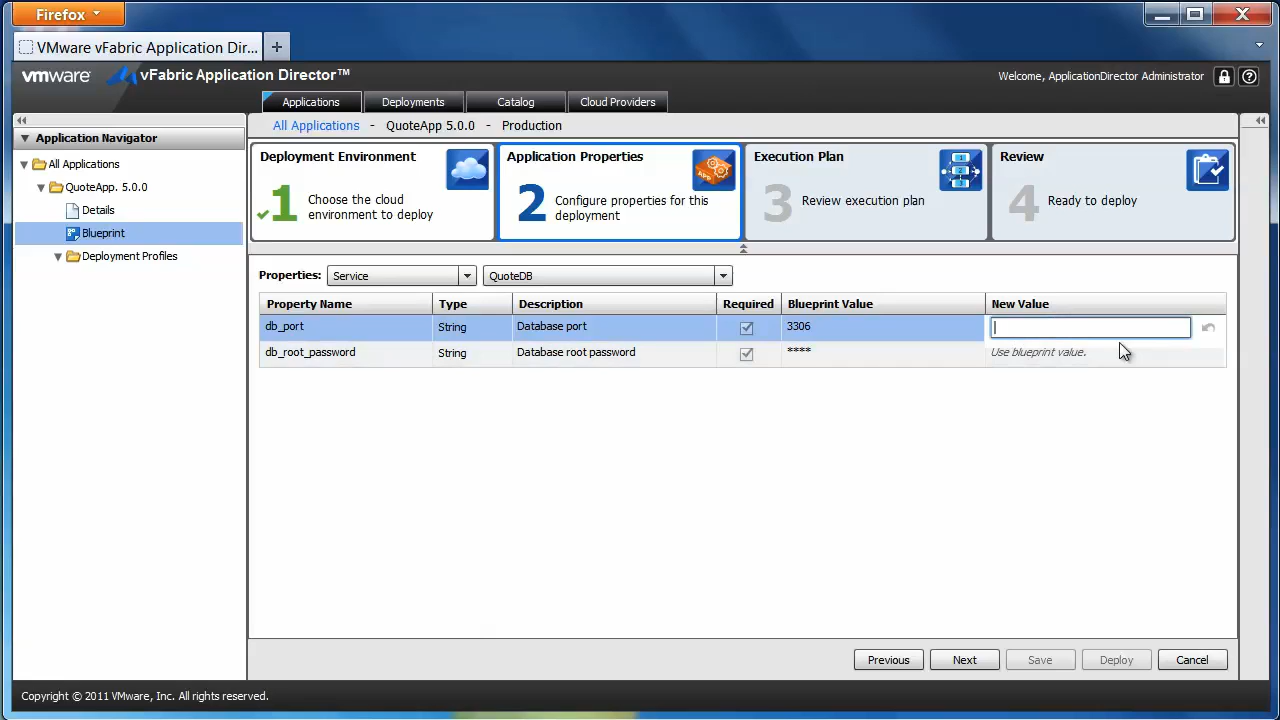 Firefox
VMware vFabric Application Dir...
+
vmware vFabric Application Director™
Welcome, ApplicationDirector Administrator
Applications
Deployments
Catalog
Cloud Providers
Application Navigator
All Applications
QuoteApp. 5.0.0
Details
Blueprint
Deployment Profiles
All Applications - QuoteApp 5.0.0 - Production
Deployment Environment
1
Choose the cloud
environment to deploy
Application Properties
APP
2
Configure properties for this
deployment
Execution Plan
1
2
3
3
Review execution plan
Review
4
Ready to deploy
Properties: Service QuoteDB
Property Name Type Description Required Blueprint Value New Value
db_port String Database port 3306
db_root_password String Database root password **** Use blueprint value.
Previous
Next
Save
Deploy
Cancel
Copyright © 2011 VMware, Inc. All rights reserved.